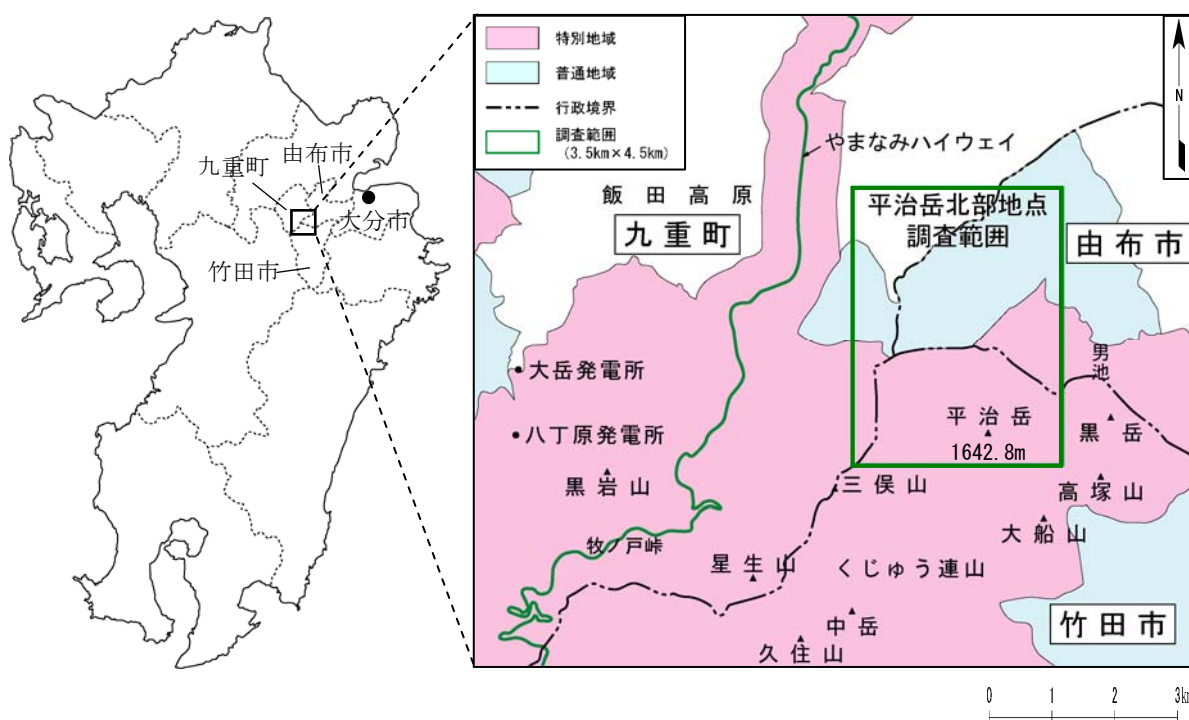 九重町
由布市
大分市
竹田市
特別地域
普通地域
行政境界
調査範囲
(3.5km×4.5km)
N
やまなみハイウェイ
飯田高原
九重町
平治岳北部地点
調査範囲
由布市
大岳発電所
男池
八丁原発電所
平治岳
1642.8m
黒岳
黒岩山
三俣山
高塚山
大船山
牧ノ戸峠
星生山
くじゅう連山
中岳
久住山
竹田市
0 1 2 3km